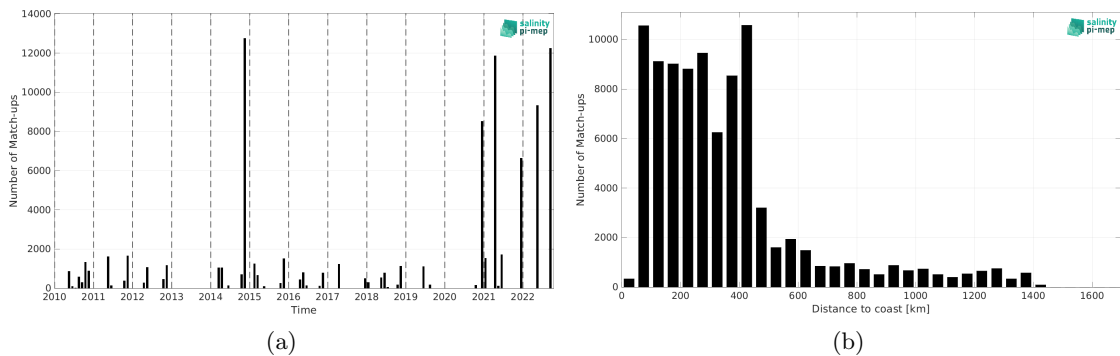 14000
12000
10000
8000
6000
4000
2000
0
Number of Match-ups
2010 2011 2012 2013 2014 2015 2016 2017 2018 2019 2020 2021 2022
Time
salinity
pi-mep
(a)
10000
8000
6000
4000
2000
0
Number of Match-ups
0 200 400 600 800 1000 1200 1400 1600
Distance to coast [km]
salinity
pi-mep
(b)